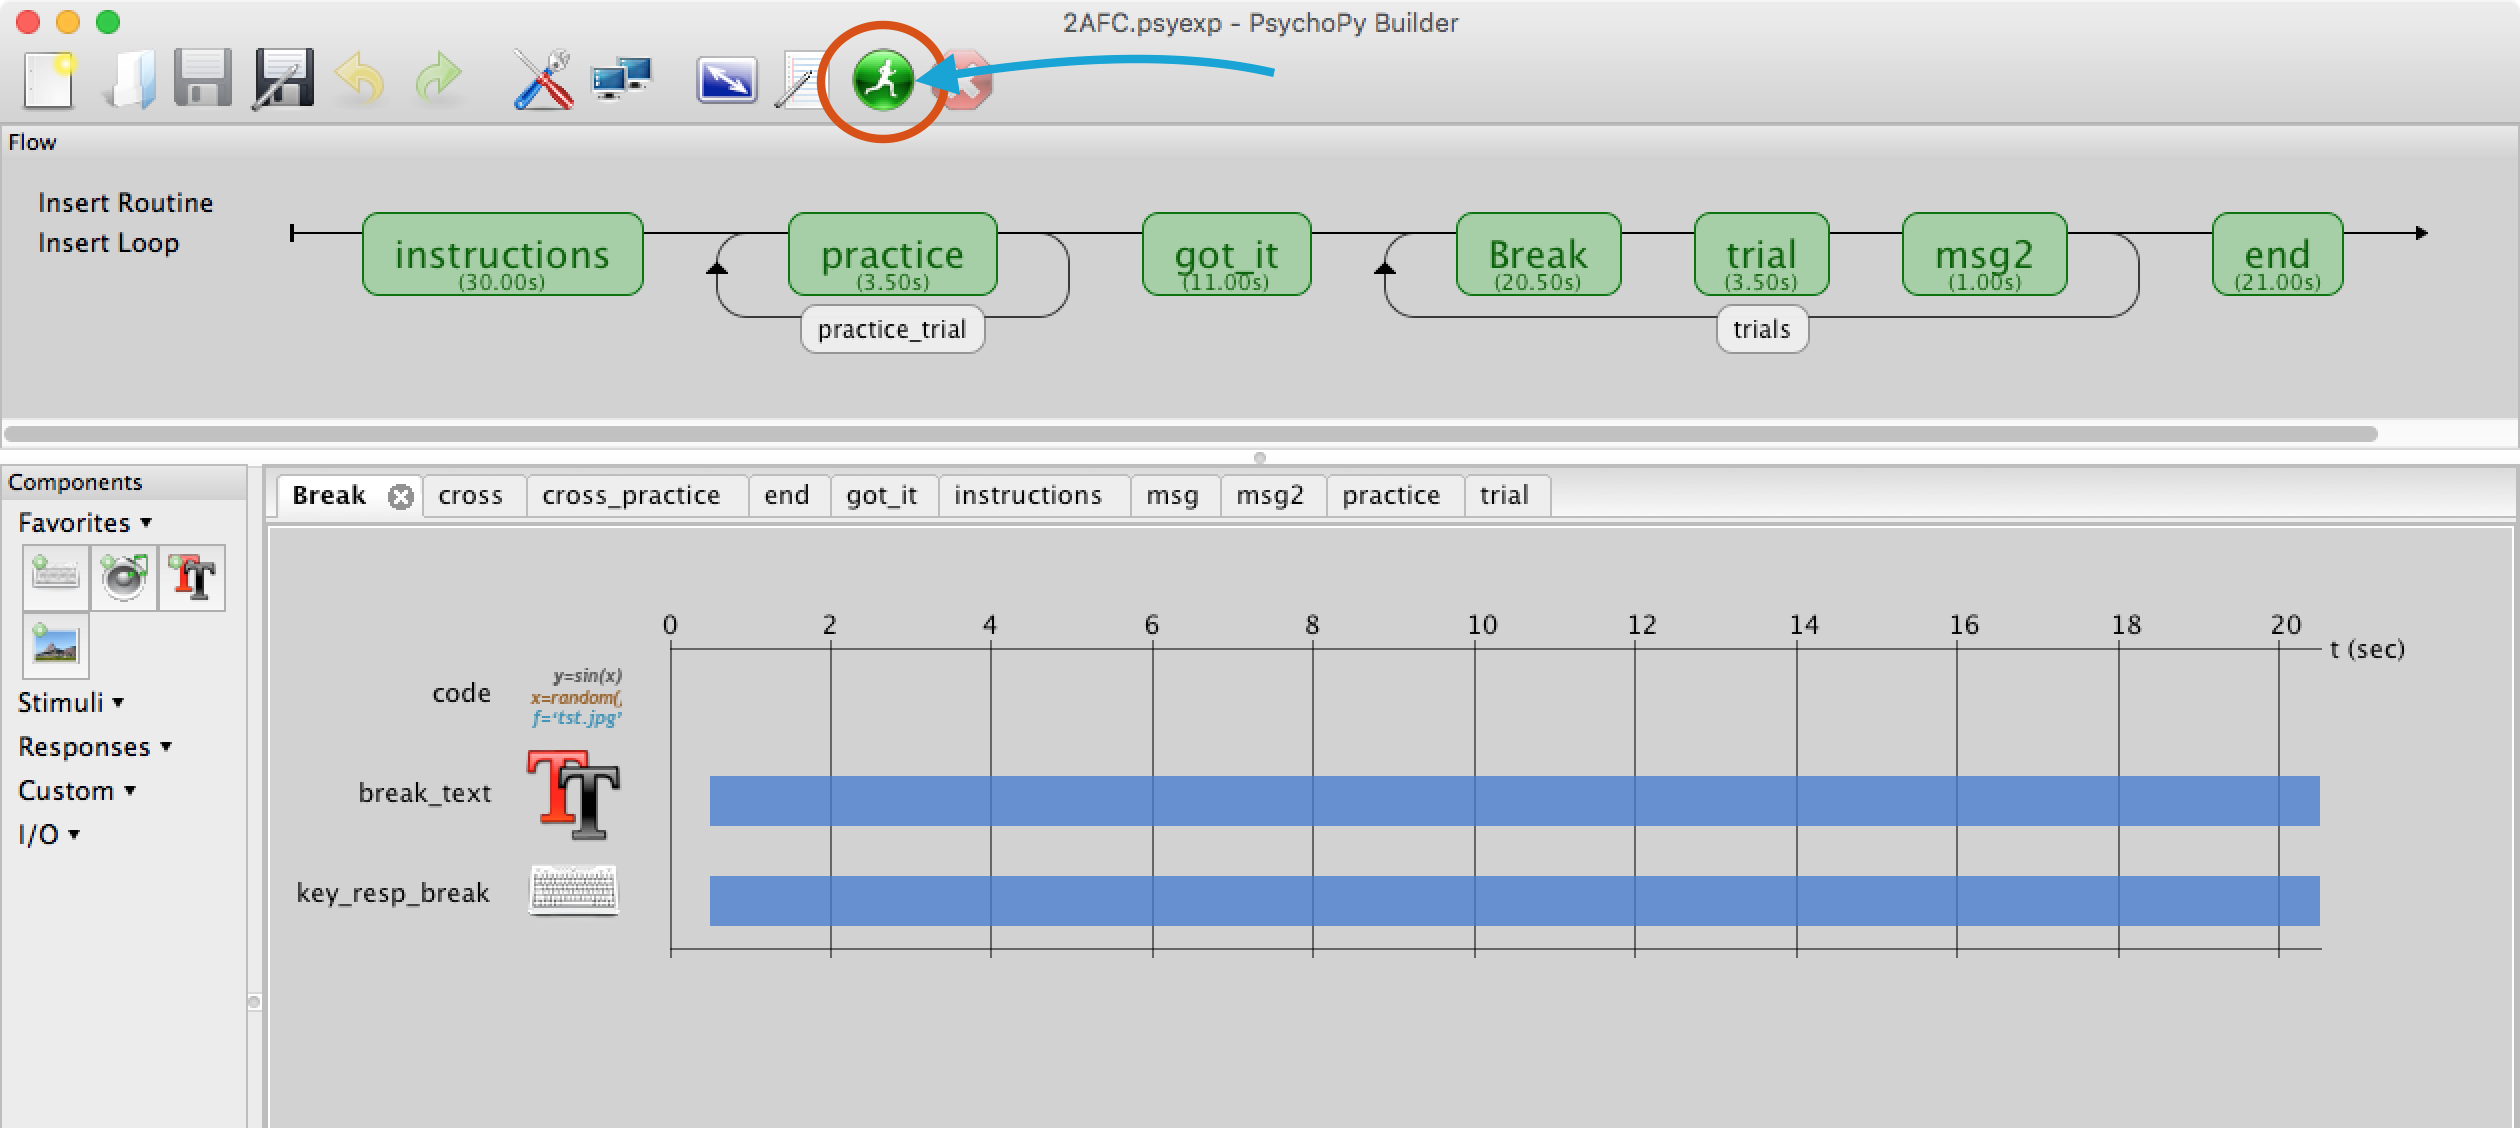 2AFC.psyexp - PsychoPy Builder
Flow
Insert Routine
Insert Loop
instructions
(30.00s)
practice
(3.50s)
practice_trial
got_it
(11.00s)
Break
(20.50s)
trial
(3.50s)
msg2
(1.00s)
trials
end
(21.00s)
Components
Favorites
Stimuli
Responses
Custom
I/O
Break cross cross_practice end got_it instructions msg msg2 practice trial
0 2 4 6 8 10 12 14 16 18 20
t (sec)
code
y=sin(x)
x=random(,
f='tst.jpg'
break_text
TT
key_resp_break